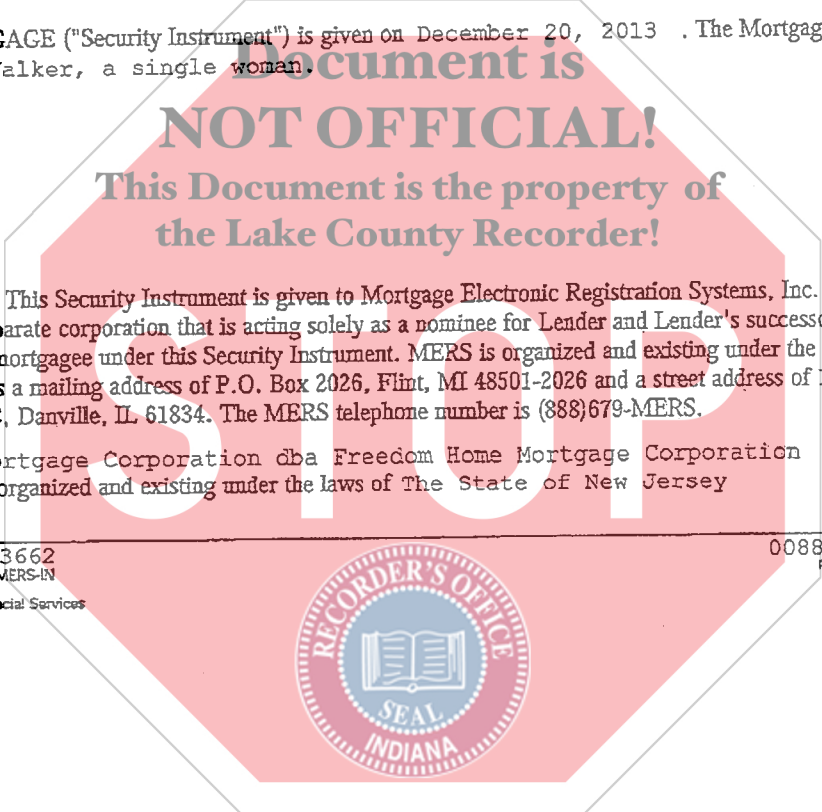 GAGE ("Security Instrument") is given on December 20, 2013 . The Mortgag
alker, a single woman.
Document is
NOT OFFICIAL!
This Document is the property of
the Lake County Recorder!
STOP
This Security Instrument is given to Mortgage Electronic Registration Systems, Inc.
arate corporation that is acting solely as a nominee for Lender and Lender's success
mortgagee under this Security Instrument. MERS is organized and existing under the
s a mailing address of P.O. Box 2026, Flint, MI 48501-2026 and a street address of
, Danville, IL 61834. The MERS telephone number is (888)679-MERS.
ortgage Corporation dba Freedom Home Mortgage Corporation
organized and existing under the laws of The State of New Jersey
3662 0088
MERS-IN
cial Services
RECORDER'S OFFICE
SEAL
INDIANA